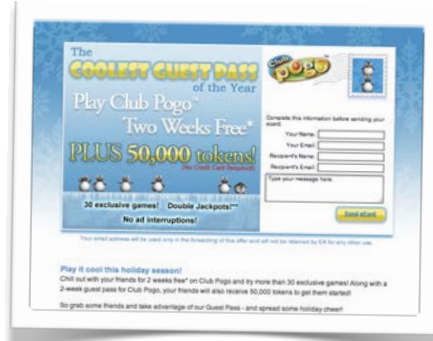 The
COOLEST GUEST PASS
of the Year
Play Club Pogo™
Two Weeks Free*
PLUS 50,000 tokens!
(No Credit Card Required)
30 exclusive games! Double Jackpots!**
No ad interruptions!
Club
pogo
Complete this information before sending your
ecard.
Your Name:
Your Email:
Recipient's Name:
Recipient's Email:
Type your message here.
Send eCard
Your email address will be used only in the forwarding of this offer and will not be retained by EA for any other use.
Play it cool this holiday season!
Chill out with your friends for 2 weeks free* on Club Pogo and try more than 30 exclusive games! Along with a
2-week guest pass for Club Pogo, your friends will also receive 50,000 tokens to get them started!
So grab some friends and take advantage of our Guest Pass - and spread some holiday cheer!